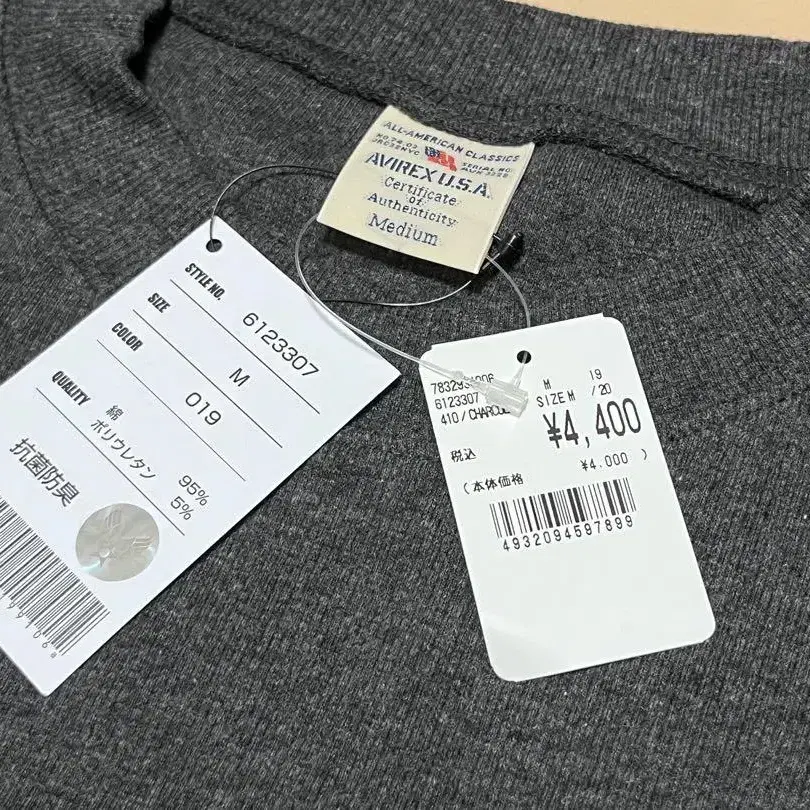 ALL-AMERICAN CLASSICS
AVIREX U.S.A.
Certificate
of
Authenticity
Medium
STYLE NO. 6123307
SIZE M
COLOR 019
QUALITY
綿 95%
ポリウレタン 5%
抗菌防臭
M 19
6123307 SIZE M /20
410/CHARCO
¥4,400
税込
(本体価格 ¥4.000 )
4932094597899